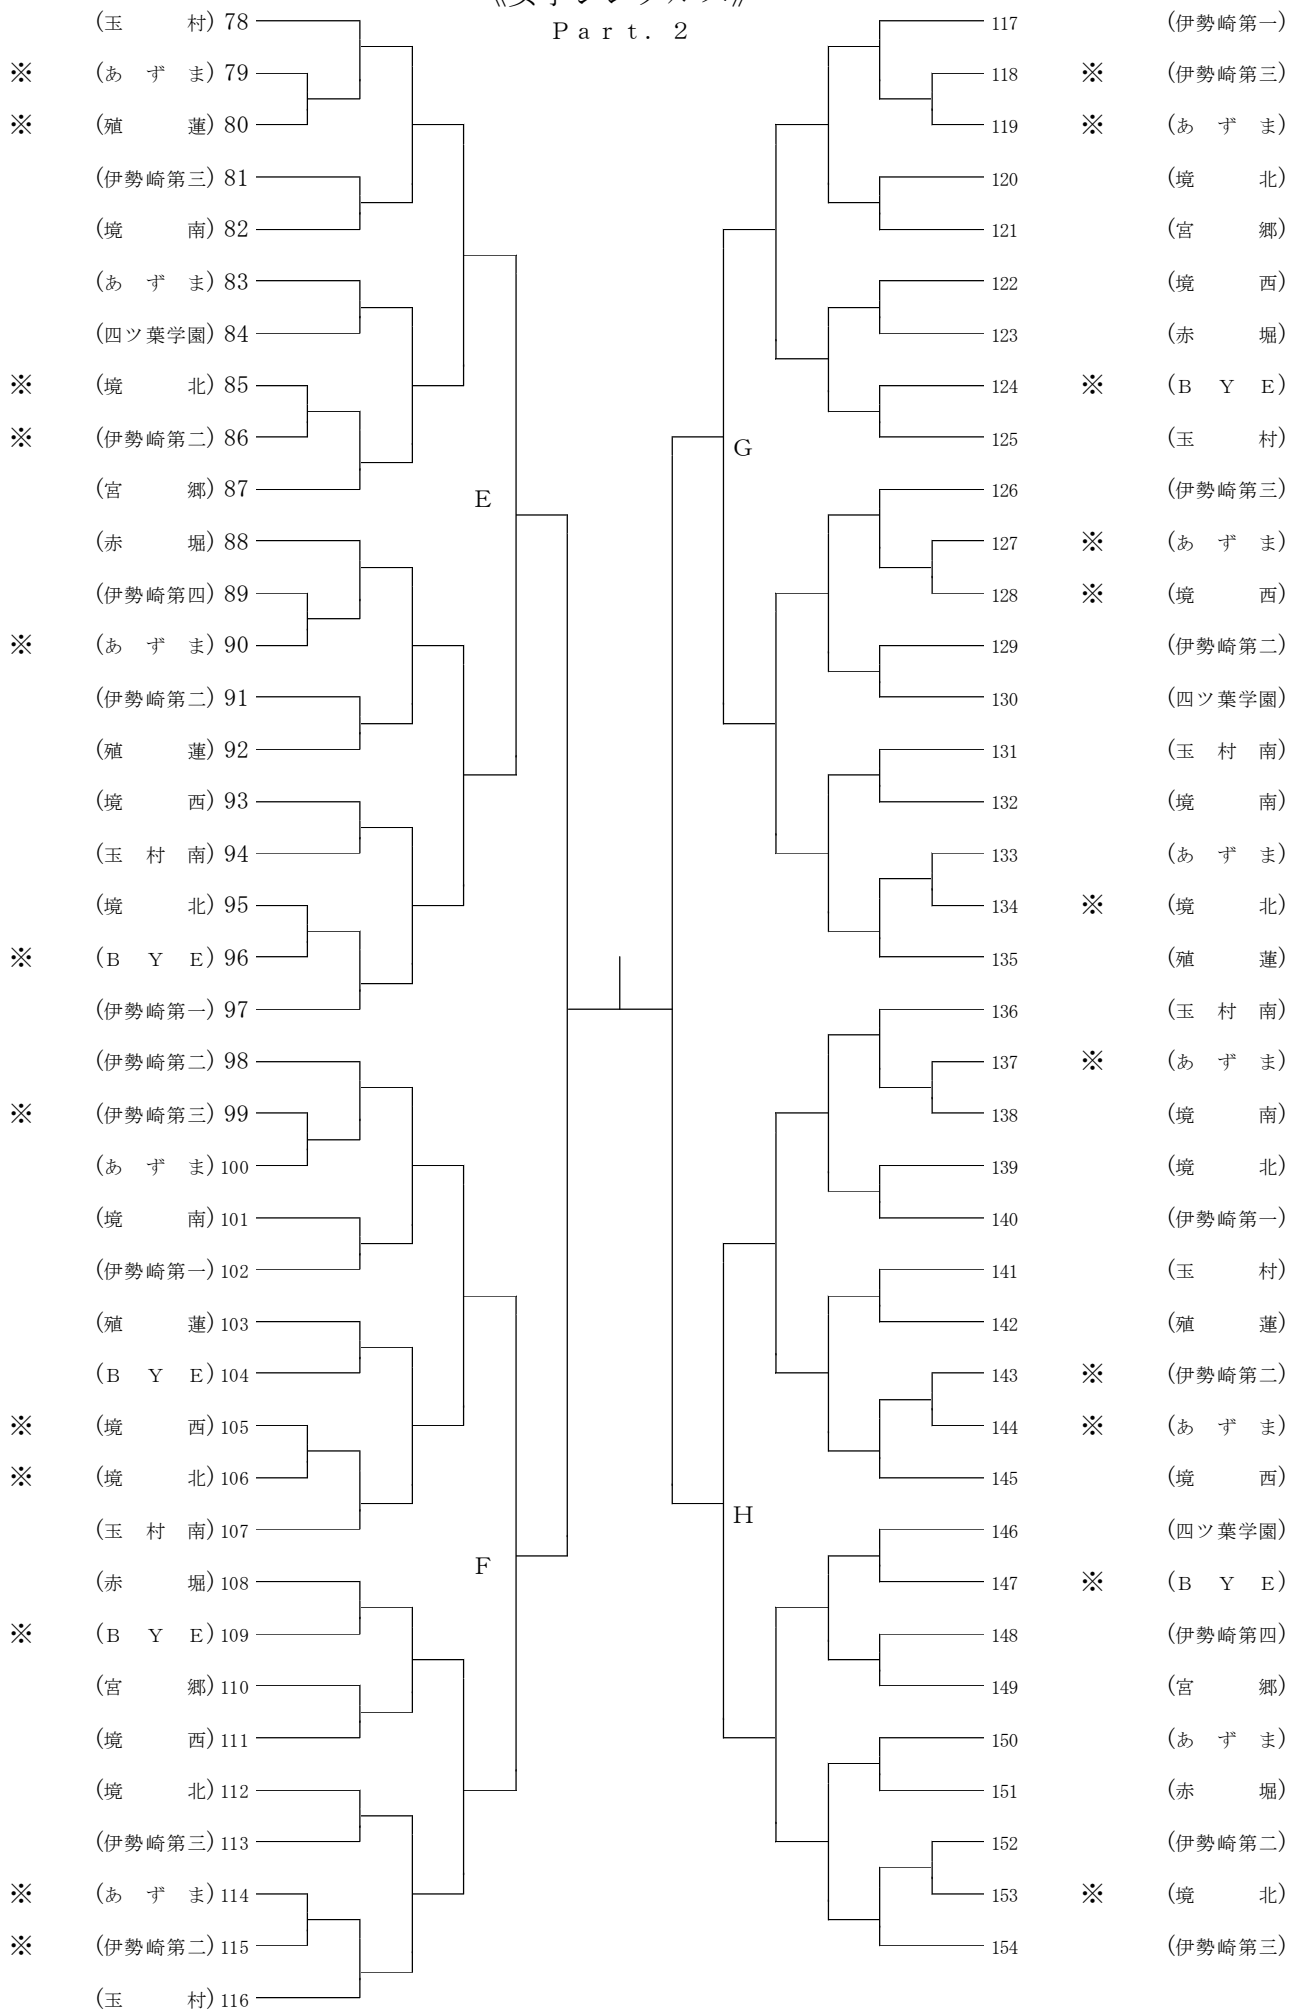 Part. 2
(玉 村) 78
※ (あ ず ま) 79
※ (殖 蓮) 80
(伊勢崎第三) 81
(境 南) 82
(あ ず ま) 83
(四ツ葉学園) 84
※ (境 北) 85
※ (伊勢崎第二) 86
(宮 郷) 87
(赤 堀) 88
(伊勢崎第四) 89
※ (あ ず ま) 90
(伊勢崎第二) 91
(殖 蓮) 92
(境 西) 93
(玉 村 南) 94
(境 北) 95
※ (B Y E) 96
(伊勢崎第一) 97
(伊勢崎第二) 98
※ (伊勢崎第三) 99
(あ ず ま) 100
(境 南) 101
(伊勢崎第一) 102
(殖 蓮) 103
(B Y E) 104
※ (境 西) 105
※ (境 北) 106
(玉 村 南) 107
(赤 堀) 108
※ (B Y E) 109
(宮 郷) 110
(境 西) 111
(境 北) 112
(伊勢崎第三) 113
※ (あ ず ま) 114
※ (伊勢崎第二) 115
(玉 村) 116
E
F
G
H
117 (伊勢崎第一)
118 ※ (伊勢崎第三)
119 ※ (あ ず ま)
120 (境 北)
121 (宮 郷)
122 (境 西)
123 (赤 堀)
124 ※ (B Y E)
125 (玉 村)
126 (伊勢崎第三)
127 ※ (あ ず ま)
128 ※ (境 西)
129 (伊勢崎第二)
130 (四ツ葉学園)
131 (玉 村 南)
132 (境 南)
133 (あ ず ま)
134 ※ (境 北)
135 (殖 蓮)
136 (玉 村 南)
137 ※ (あ ず ま)
138 (境 南)
139 (境 北)
140 (伊勢崎第一)
141 (玉 村)
142 (殖 蓮)
143 ※ (伊勢崎第二)
144 ※ (あ ず ま)
145 (境 西)
146 (四ツ葉学園)
147 ※ (B Y E)
148 (伊勢崎第四)
149 (宮 郷)
150 (あ ず ま)
151 (赤 堀)
152 (伊勢崎第二)
153 ※ (境 北)
154 (伊勢崎第三)